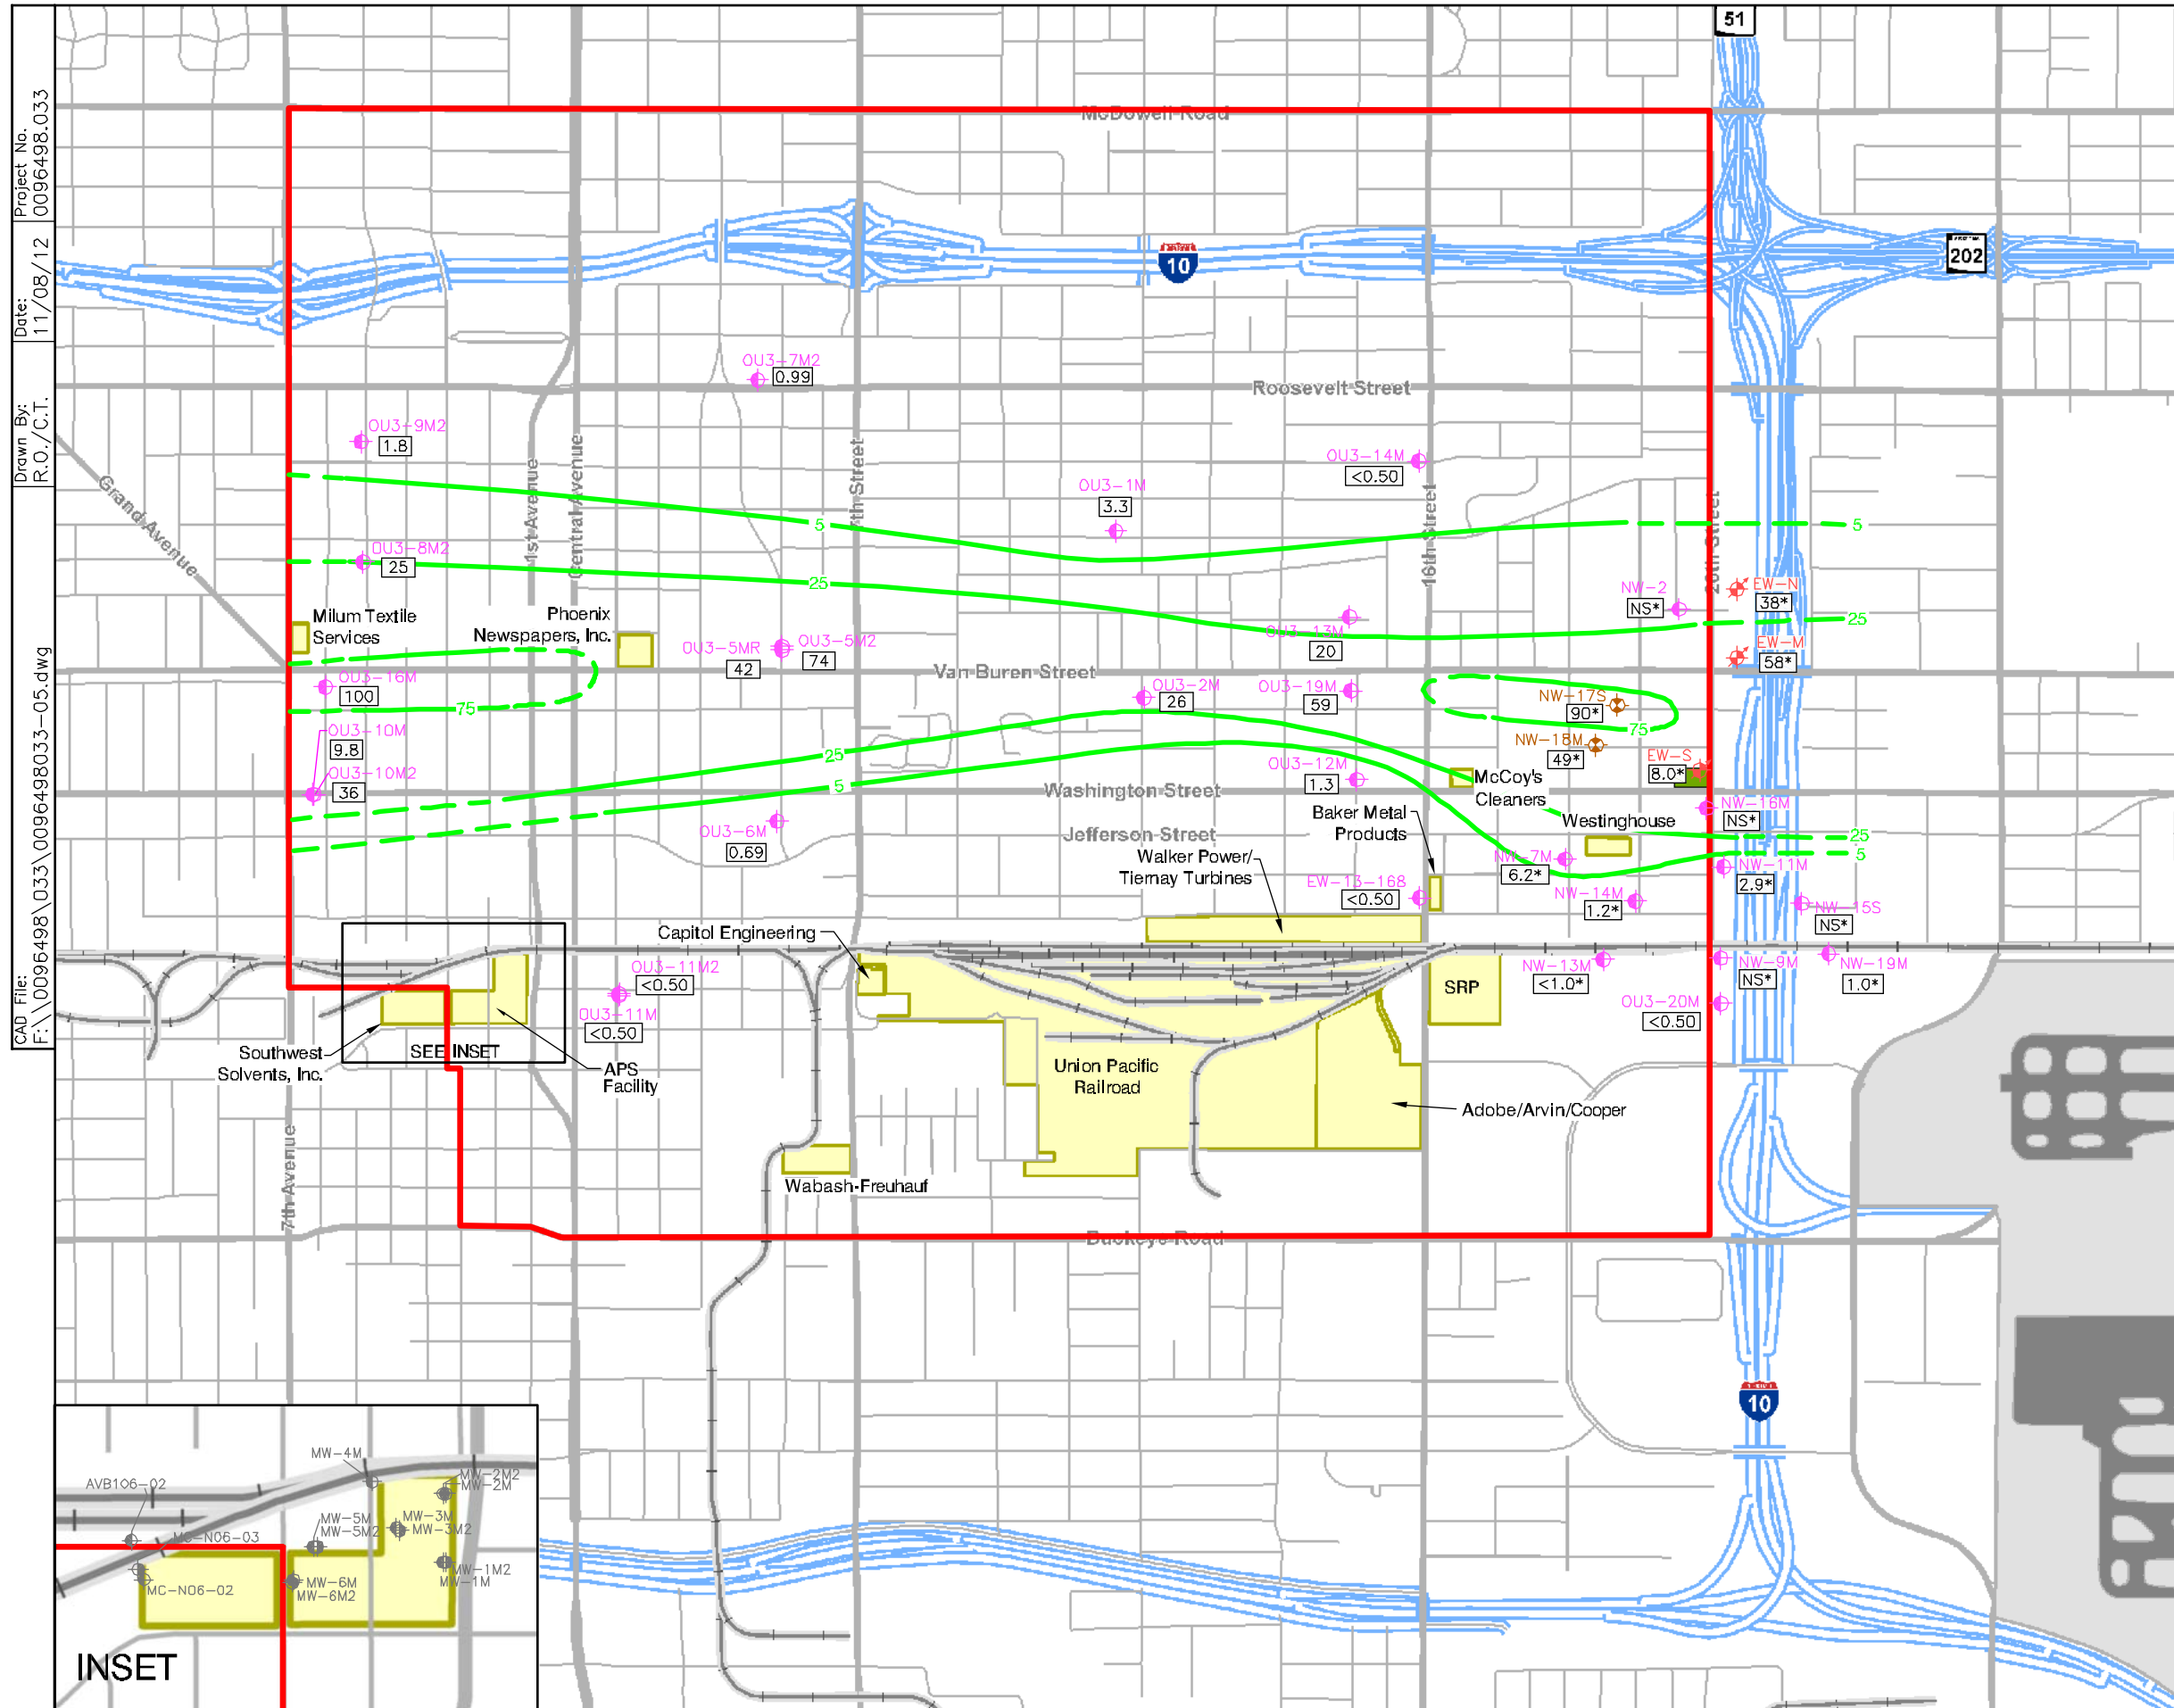 CAD File:
F:\\0096498\033\0096498033-05.dwg
Drawn By:
R.O./C.T.
Date:
11/08/12
Project No.
0096498.033
51
McDowell Road
10
202
OU3-7M2
0.99
Roosevelt Street
OU3-9M2
1.8
Grand Avenue
1st Avenue
Central Avenue
7th Street
16th Street
20th Street
OU3-14M
<0.50
OU3-1M
3.3
5
5
OU3-8M2
25
25
25
NW-2
NS*
EW-N
38*
EW-M
58*
Milum Textile
Services
Phoenix
Newspapers, Inc.
OU3-5MR
42
OU3-5M2
74
OU3-13M
20
Van Buren Street
OU3-16M
100
75
OU3-2M
26
OU3-19M
59
NW-17S
90*
75
OU3-10M
9.8
OU3-10M2
36
25
5
NW-18M
49*
EW-S
8.0*
OU3-12M
1.3
McCoy's
Cleaners
Washington Street
Baker Metal
Products
Westinghouse
NW-16M
NS*
25
5
OU3-6M
0.69
Jefferson Street
Walker Power/
Tiernay Turbines
NW-7M
6.2*
NW-11M
2.9*
EW-13-168
<0.50
NW-14M
1.2*
NW-15S
NS*
Capitol Engineering
OU3-11M2
<0.50
OU3-11M
<0.50
NW-13M
<1.0*
NW-9M
NS*
NW-19M
1.0*
SRP
OU3-20M
<0.50
Southwest
Solvents, Inc.
SEE INSET
APS
Facility
Union Pacific
Railroad
Adobe/Arvin/Cooper
7th Avenue
Wabash-Freuhauf
Buckeye Road
10
MW-4M
AVB106-02
MW-2M2
MW-2M
MW-5M
MW-5M2
MW-3M
MW-3M2
MC-N06-03
MC-N06-02
MW-6M
MW-6M2
MW-1M2
MW-1M
INSET